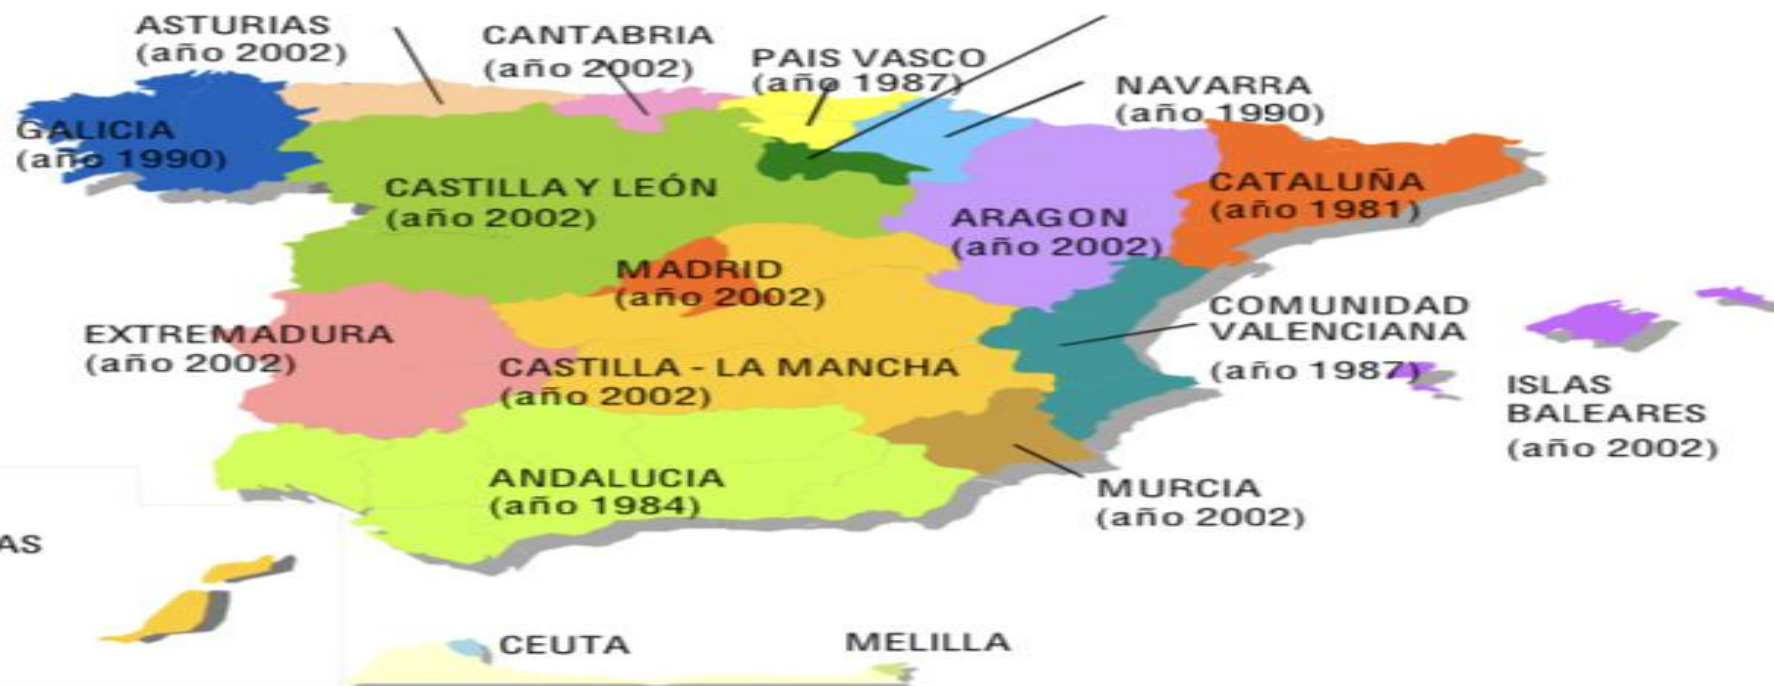 ASTURIAS
(año 2002)
CANTABRIA
(año 2002)
PAIS VASCO
(año 1987)
NAVARRA
(año 1990)
GALICIA
(año 1990)
CASTILLA Y LEÓN
(año 2002)
ARAGON
(año 2002)
CATALUÑA
(año 1981)
MADRID
(año 2002)
EXTREMADURA
(año 2002)
CASTILLA - LA MANCHA
(año 2002)
COMUNIDAD
VALENCIANA
(año 1987)
ISLAS
BALEARES
(año 2002)
ANDALUCIA
(año 1984)
MURCIA
(año 2002)
AS
CEUTA
MELILLA